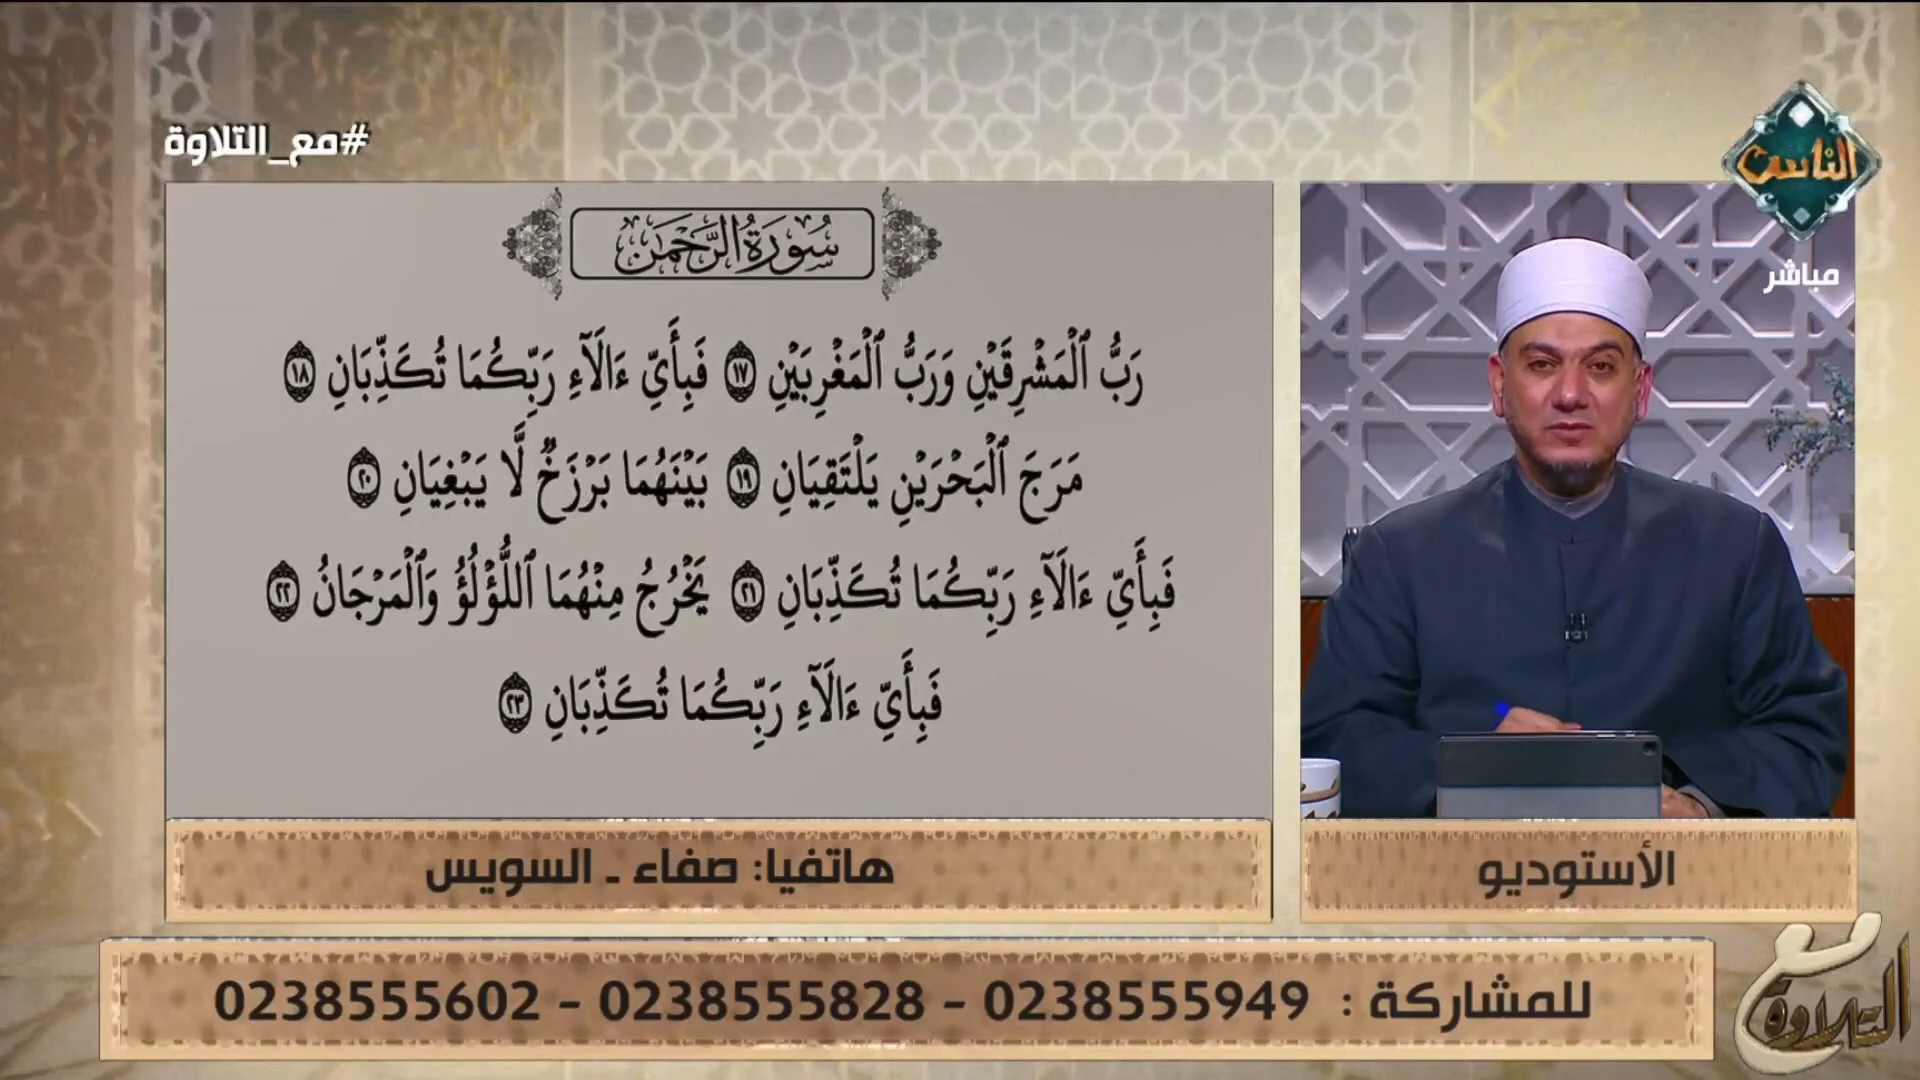 #مع_التلاوة
الناس
مباشر
سُورَةُ الرَّحْمَٰن
رَبُّ ٱلْمَشْرِقَيْنِ وَرَبُّ ٱلْمَغْرِبَيْنِ ١٧ فَبِأَيِّ ءَالَآءِ رَبِّكُمَا تُكَذِّبَانِ ١٨
مَرَجَ ٱلْبَحْرَيْنِ يَلْتَقِيَانِ ١٩ بَيْنَهُمَا بَرْزَخٌ لَّا يَبْغِيَانِ ٢٠
فَبِأَيِّ ءَالَآءِ رَبِّكُمَا تُكَذِّبَانِ ٢١ يَخْرُجُ مِنْهُمَا ٱللُّؤْلُؤُ وَٱلْمَرْجَانُ ٢٢
فَبِأَيِّ ءَالَآءِ رَبِّكُمَا تُكَذِّبَانِ ٢٣
هاتفيا: صفاء - السويس
الأستوديو
للمشاركة : 0238555949 - 0238555828 - 0238555602
مع التلاوة